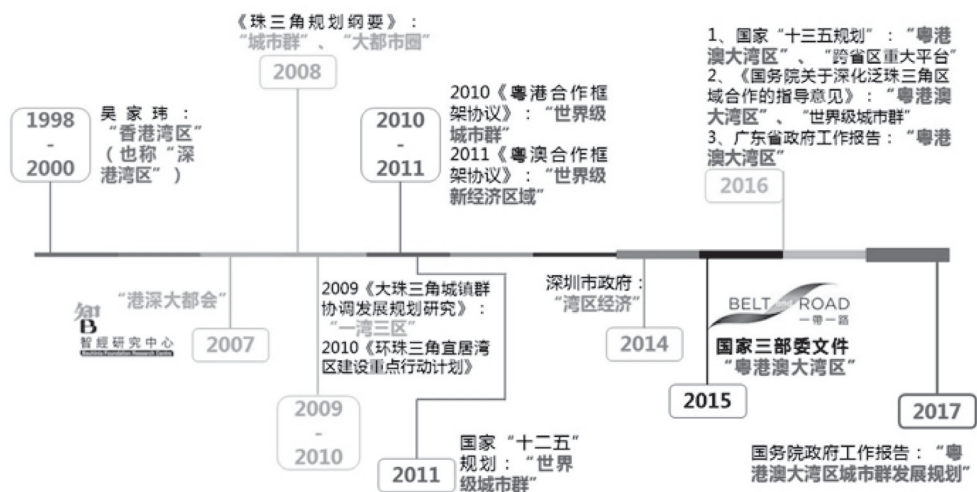 《珠三角规划纲要》：
“城市群”、“大都市圈”
2008
1998
-
2000
吴家玮：
“香港湾区”
（也称“深
港湾区”）
2010
-
2011
2010《粤港合作框
架协议》：“世界级
城市群”
2011《粤澳合作框
架协议》：“世界级
新经济区域”
1、国家“十三五规划”：“粤港
澳大湾区”、“跨省区重大平台”
2、《国务院关于深化泛珠三角区
域合作的指导意见》：“粤港澳大
湾区”、“世界级城市群”
3、广东省政府工作报告：“粤港
澳大湾区”
2016
智經研究中心
“港深大都会”
2007
2009《大珠三角城镇群
协调发展规划研究》：
“一湾三区”
2010《环珠三角宜居湾
区建设重点行动计划》
2009
-
2010
2011
国家“十二五”
规划：“世界
级城市群”
深圳市政府：
“湾区经济”
2014
BELT and ROAD
一带一路
国家三部委文件
“粤港澳大湾区”
2015
2017
国务院政府工作报告：“粤
港澳大湾区城市群发展规划”